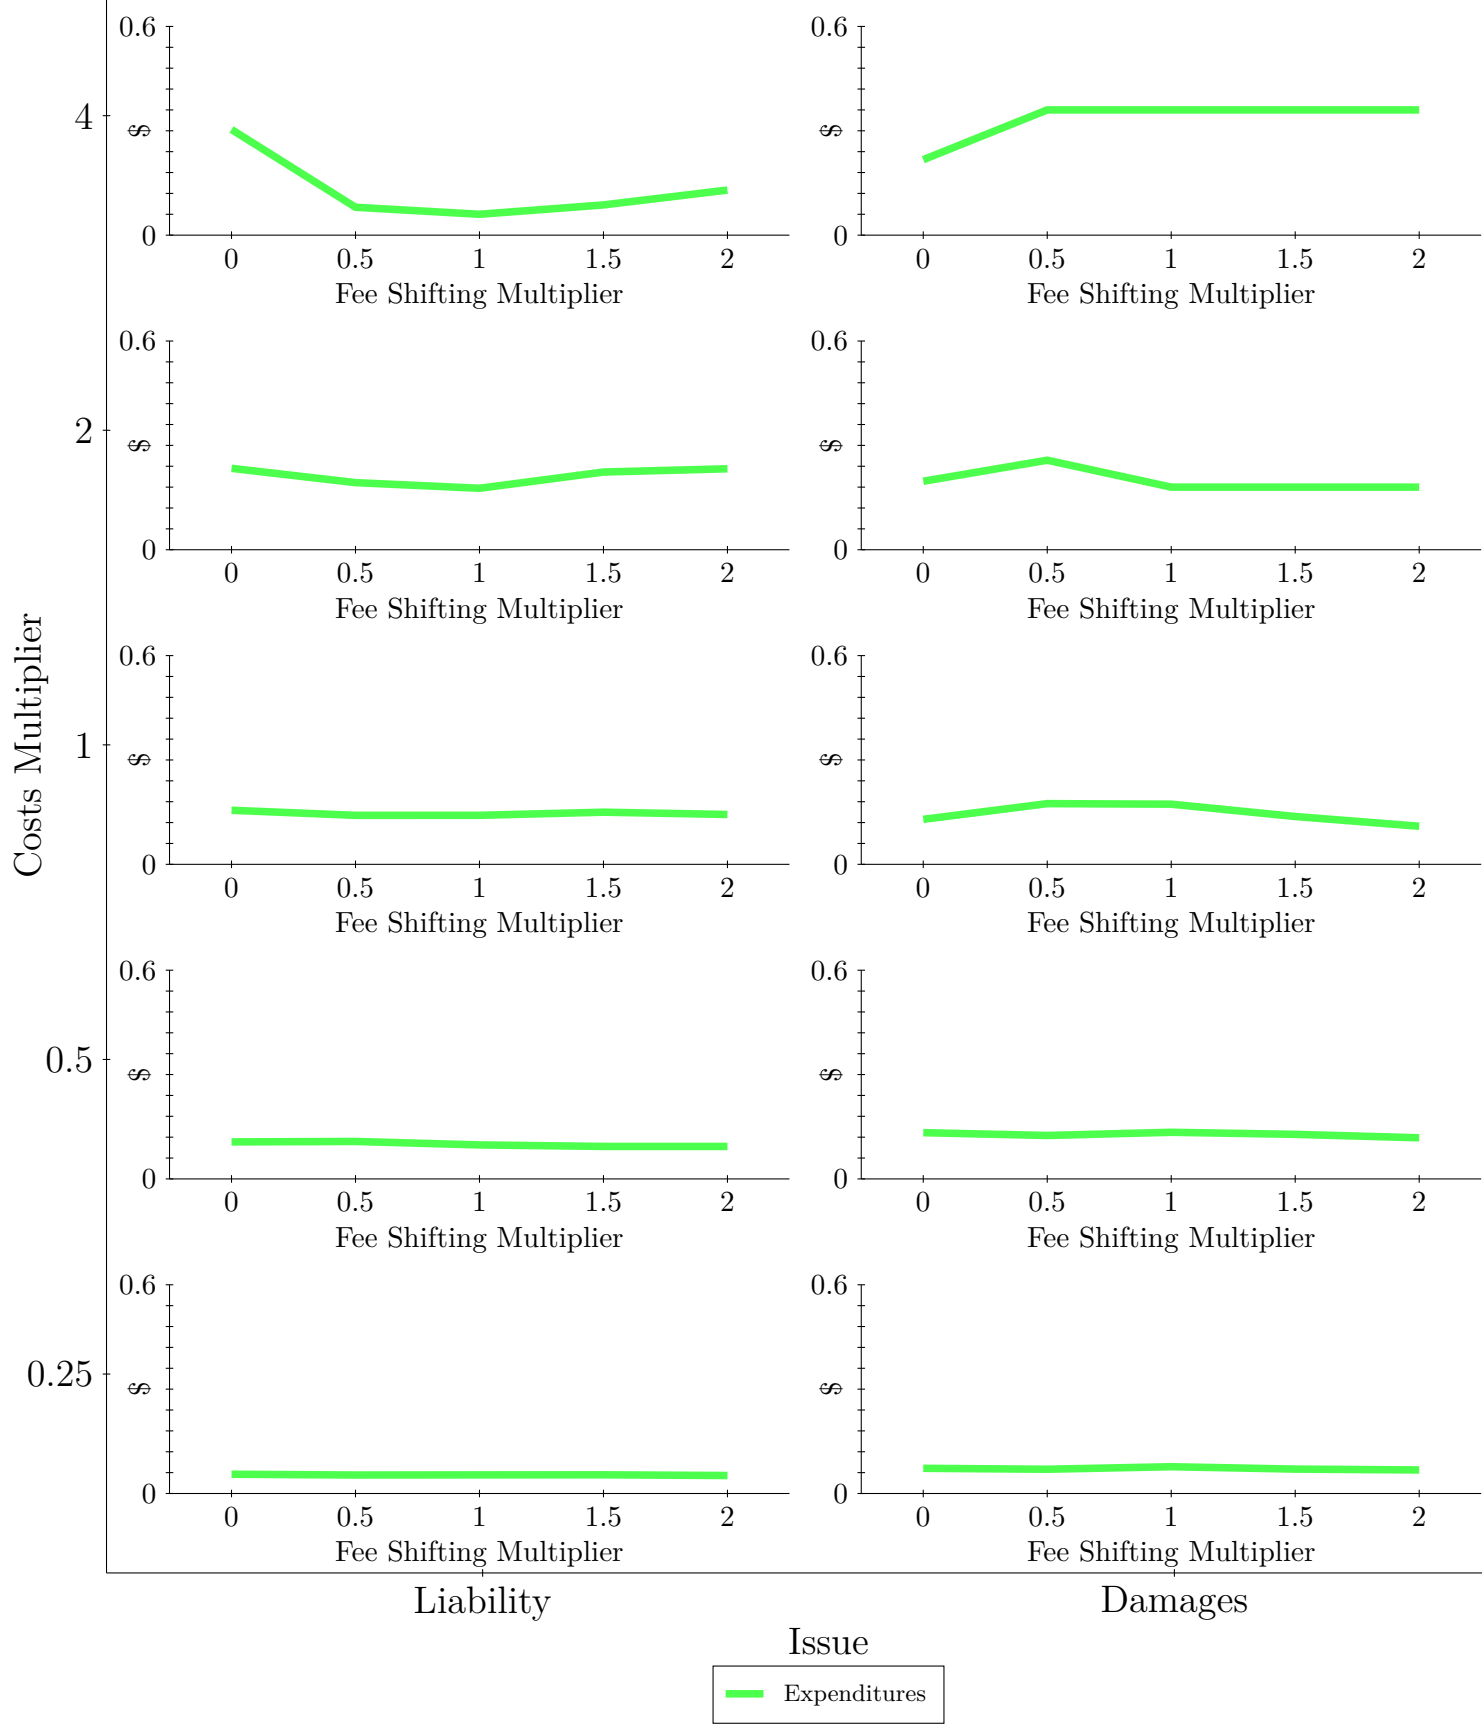 0.6 0.6
4 $ $
0 0
0 0.5 1 1.5 2 0 0.5 1 1.5 2
Fee Shifting Multiplier Fee Shifting Multiplier
0.6 0.6
2 $ $
0 0
0 0.5 1 1.5 2 0 0.5 1 1.5 2
Fee Shifting Multiplier Fee Shifting Multiplier
Costs Multiplier
0.6 0.6
1 $ $
0 0
0 0.5 1 1.5 2 0 0.5 1 1.5 2
Fee Shifting Multiplier Fee Shifting Multiplier
0.6 0.6
0.5 $ $
0 0
0 0.5 1 1.5 2 0 0.5 1 1.5 2
Fee Shifting Multiplier Fee Shifting Multiplier
0.6 0.6
0.25 $ $
0 0
0 0.5 1 1.5 2 0 0.5 1 1.5 2
Fee Shifting Multiplier Fee Shifting Multiplier
Liability Damages
Issue
Expenditures